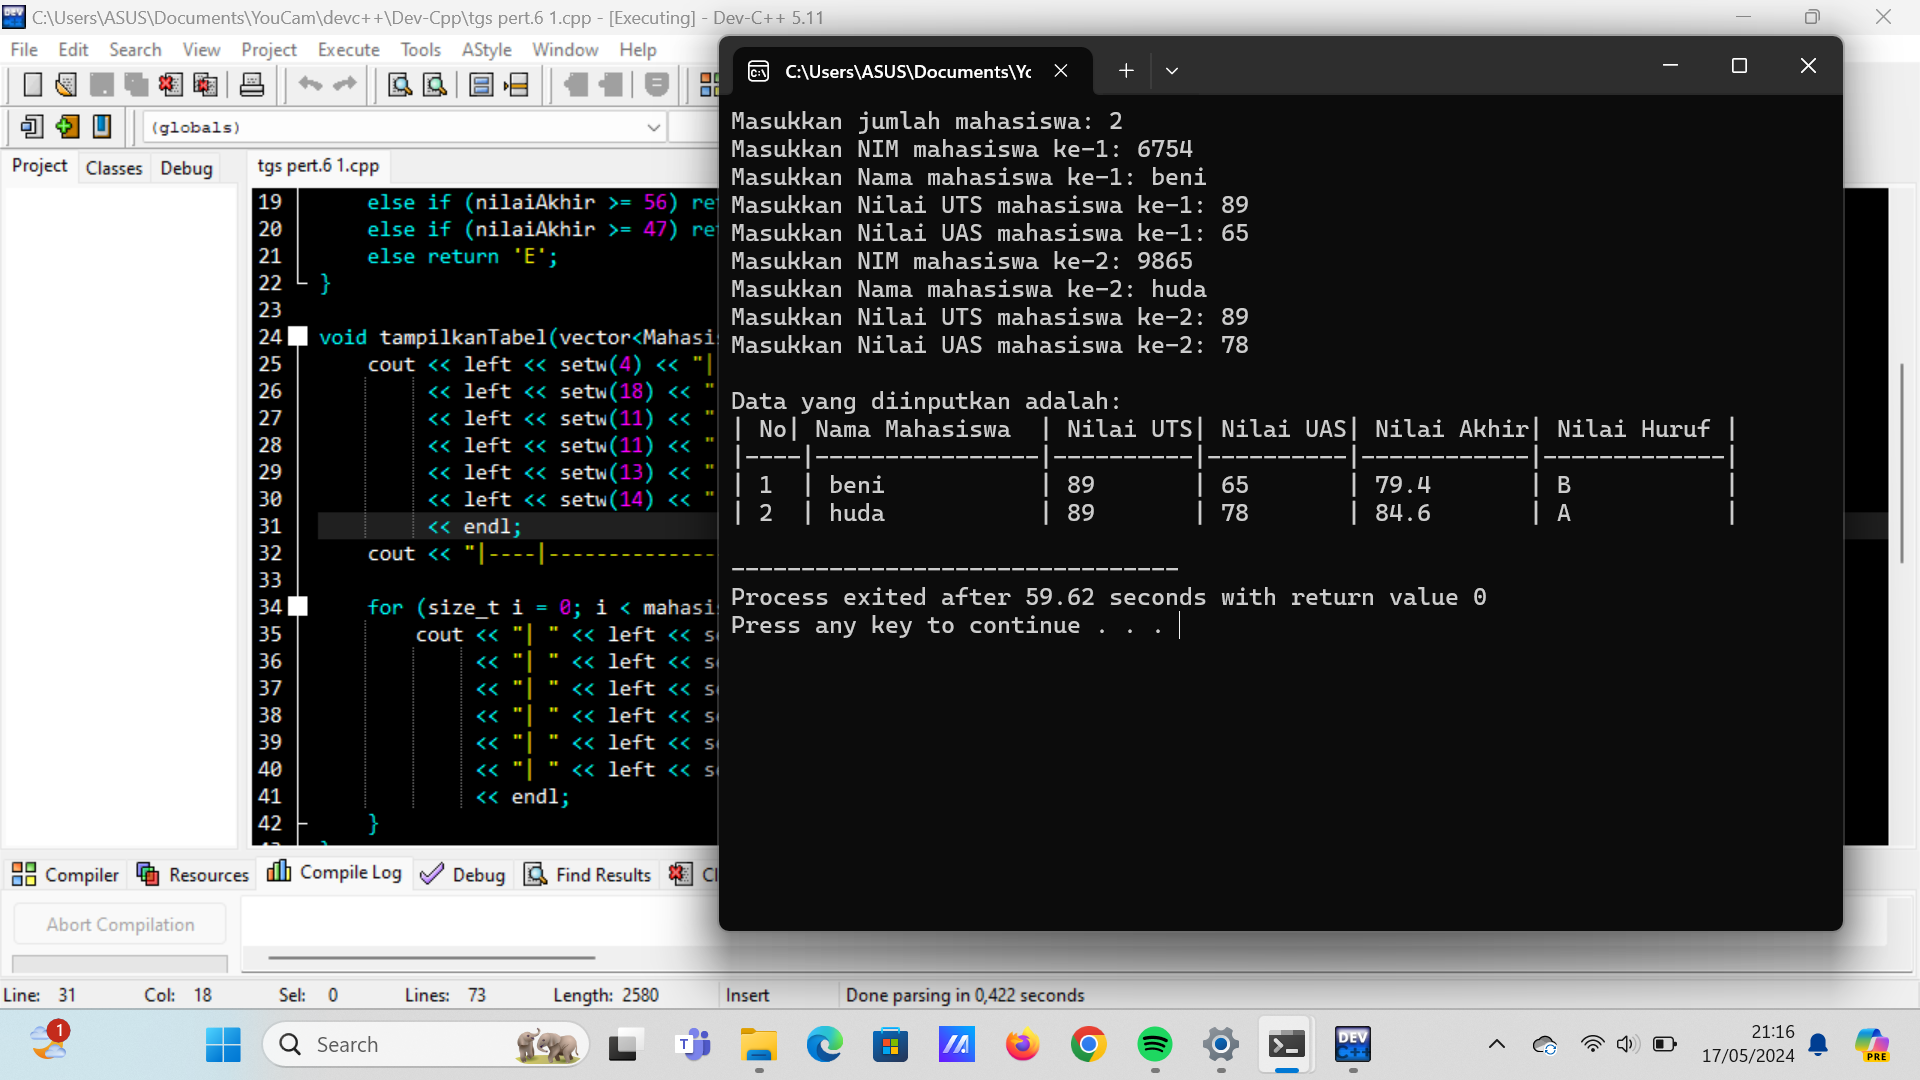 C:\Users\ASUS\Documents\YouCam\devc++\Dev-Cpp\tgs pert.6 1.cpp - [Executing] - Dev-C++ 5.11
File Edit Search View Project Execute Tools AStyle Window Help
(globals)
Project Classes Debug
tgs pert.6 1.cpp
19 else if (nilaiAkhir >= 56) re
20 else if (nilaiAkhir >= 47) re
21 else return 'E';
22 }
23
24 void tampilkanTabel(vector<Mahasi
25 cout << left << setw(4) << "|
26 << left << setw(18) << "
27 << left << setw(11) << "
28 << left << setw(11) << "
29 << left << setw(13) << "
30 << left << setw(14) << "
31 << endl;
32 cout << "|----|--------------
33
34 for (size_t i = 0; i < mahasi
35 cout << "| " << left << s
36 << "| " << left << s
37 << "| " << left << s
38 << "| " << left << s
39 << "| " << left << s
40 << "| " << left << s
41 << endl;
42 }
C:\Users\ASUS\Documents\Yo
Masukkan jumlah mahasiswa: 2
Masukkan NIM mahasiswa ke-1: 6754
Masukkan Nama mahasiswa ke-1: beni
Masukkan Nilai UTS mahasiswa ke-1: 89
Masukkan Nilai UAS mahasiswa ke-1: 65
Masukkan NIM mahasiswa ke-2: 9865
Masukkan Nama mahasiswa ke-2: huda
Masukkan Nilai UTS mahasiswa ke-2: 89
Masukkan Nilai UAS mahasiswa ke-2: 78
Data yang diinputkan adalah:
| No| Nama Mahasiswa  | Nilai UTS| Nilai UAS| Nilai Akhir| Nilai Huruf |
|----|----------------|----------|----------|------------|-------------|
| 1  | beni           | 89       | 65       | 79.4       | B           |
| 2  | huda           | 89       | 78       | 84.6       | A           |
--------------------------------
Process exited after 59.62 seconds with return value 0
Press any key to continue . . .
Compiler Resources Compile Log Debug Find Results Cl
Abort Compilation
Line: 31 Col: 18 Sel: 0 Lines: 73 Length: 2580 Insert Done parsing in 0,422 seconds
1
Search
DEV C++
PRE
21:16
17/05/2024